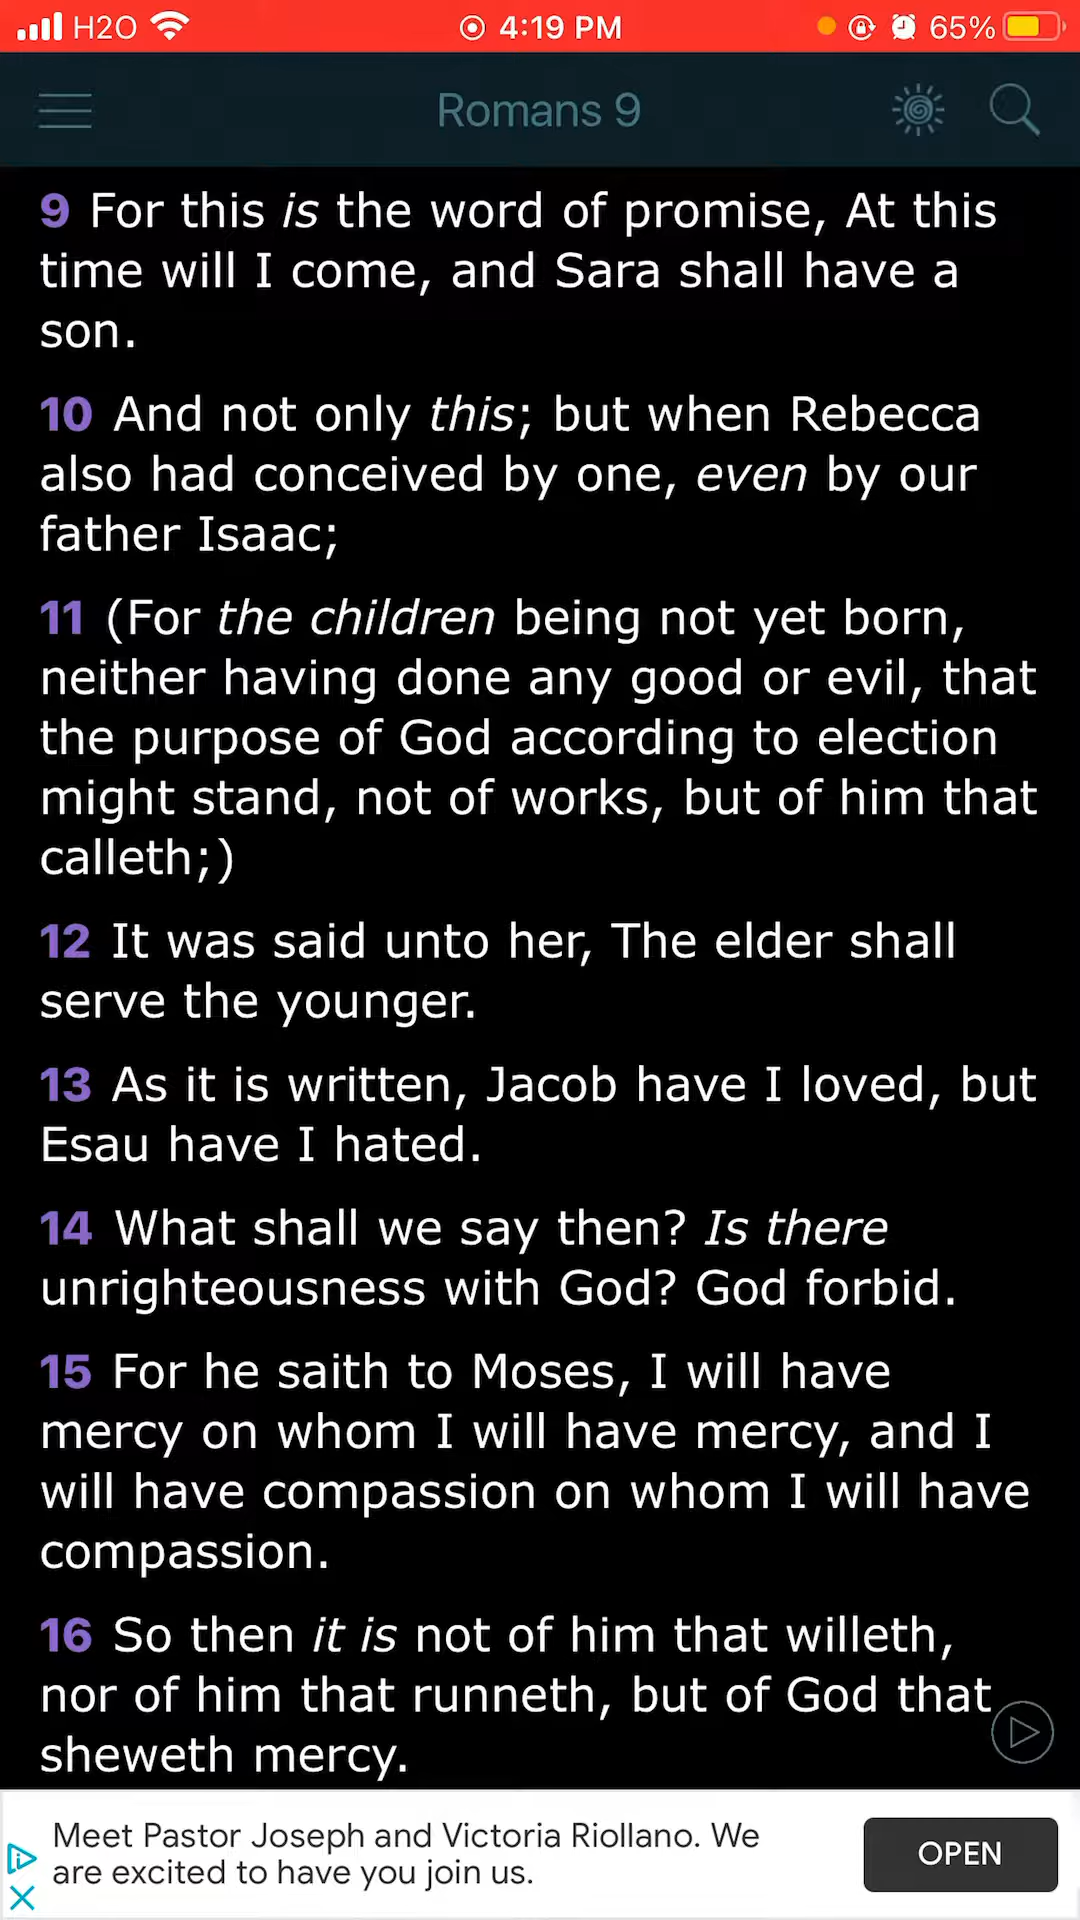 H2O 4:19 PM 65%
Romans 9
9 For this is the word of promise, At this
time will I come, and Sara shall have a
son.
10 And not only this; but when Rebecca
also had conceived by one, even by our
father Isaac;
11 (For the children being not yet born,
neither having done any good or evil, that
the purpose of God according to election
might stand, not of works, but of him that
calleth;)
12 It was said unto her, The elder shall
serve the younger.
13 As it is written, Jacob have I loved, but
Esau have I hated.
14 What shall we say then? Is there
unrighteousness with God? God forbid.
15 For he saith to Moses, I will have
mercy on whom I will have mercy, and I
will have compassion on whom I will have
compassion.
16 So then it is not of him that willeth,
nor of him that runneth, but of God that
sheweth mercy.
Meet Pastor Joseph and Victoria Riollano. We
are excited to have you join us.
OPEN